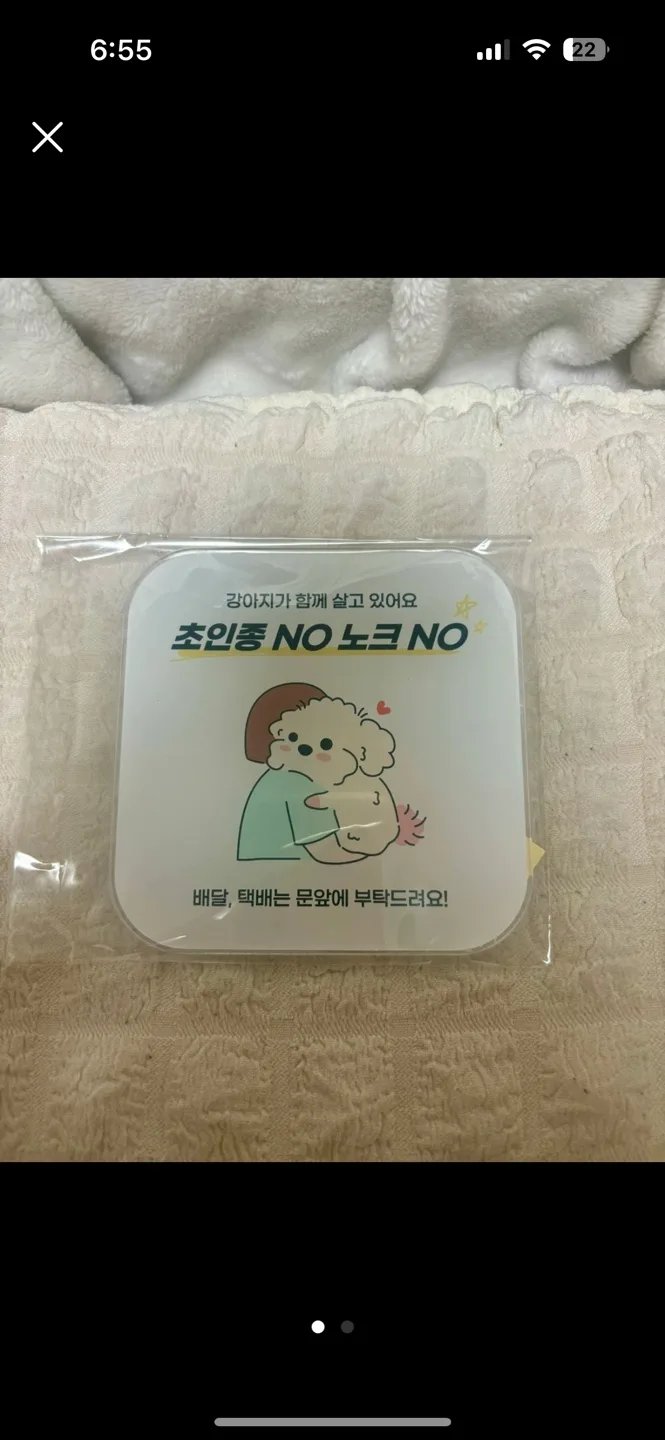 6:55
22
강아지가 함께 살고 있어요
초인종 NO 노크 NO
배달, 택배는 문앞에 부탁드려요!